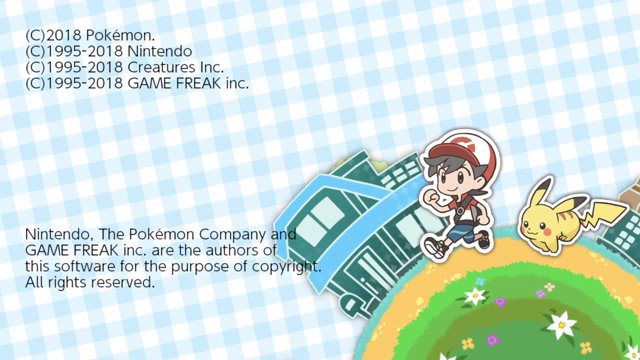 (C)2018 Pokémon.
(C)1995-2018 Nintendo
(C)1995-2018 Creatures Inc.
(C)1995-2018 GAME FREAK inc.
Nintendo, The Pokémon Company and
GAME FREAK inc. are the authors of
this software for the purpose of copyright.
All rights reserved.